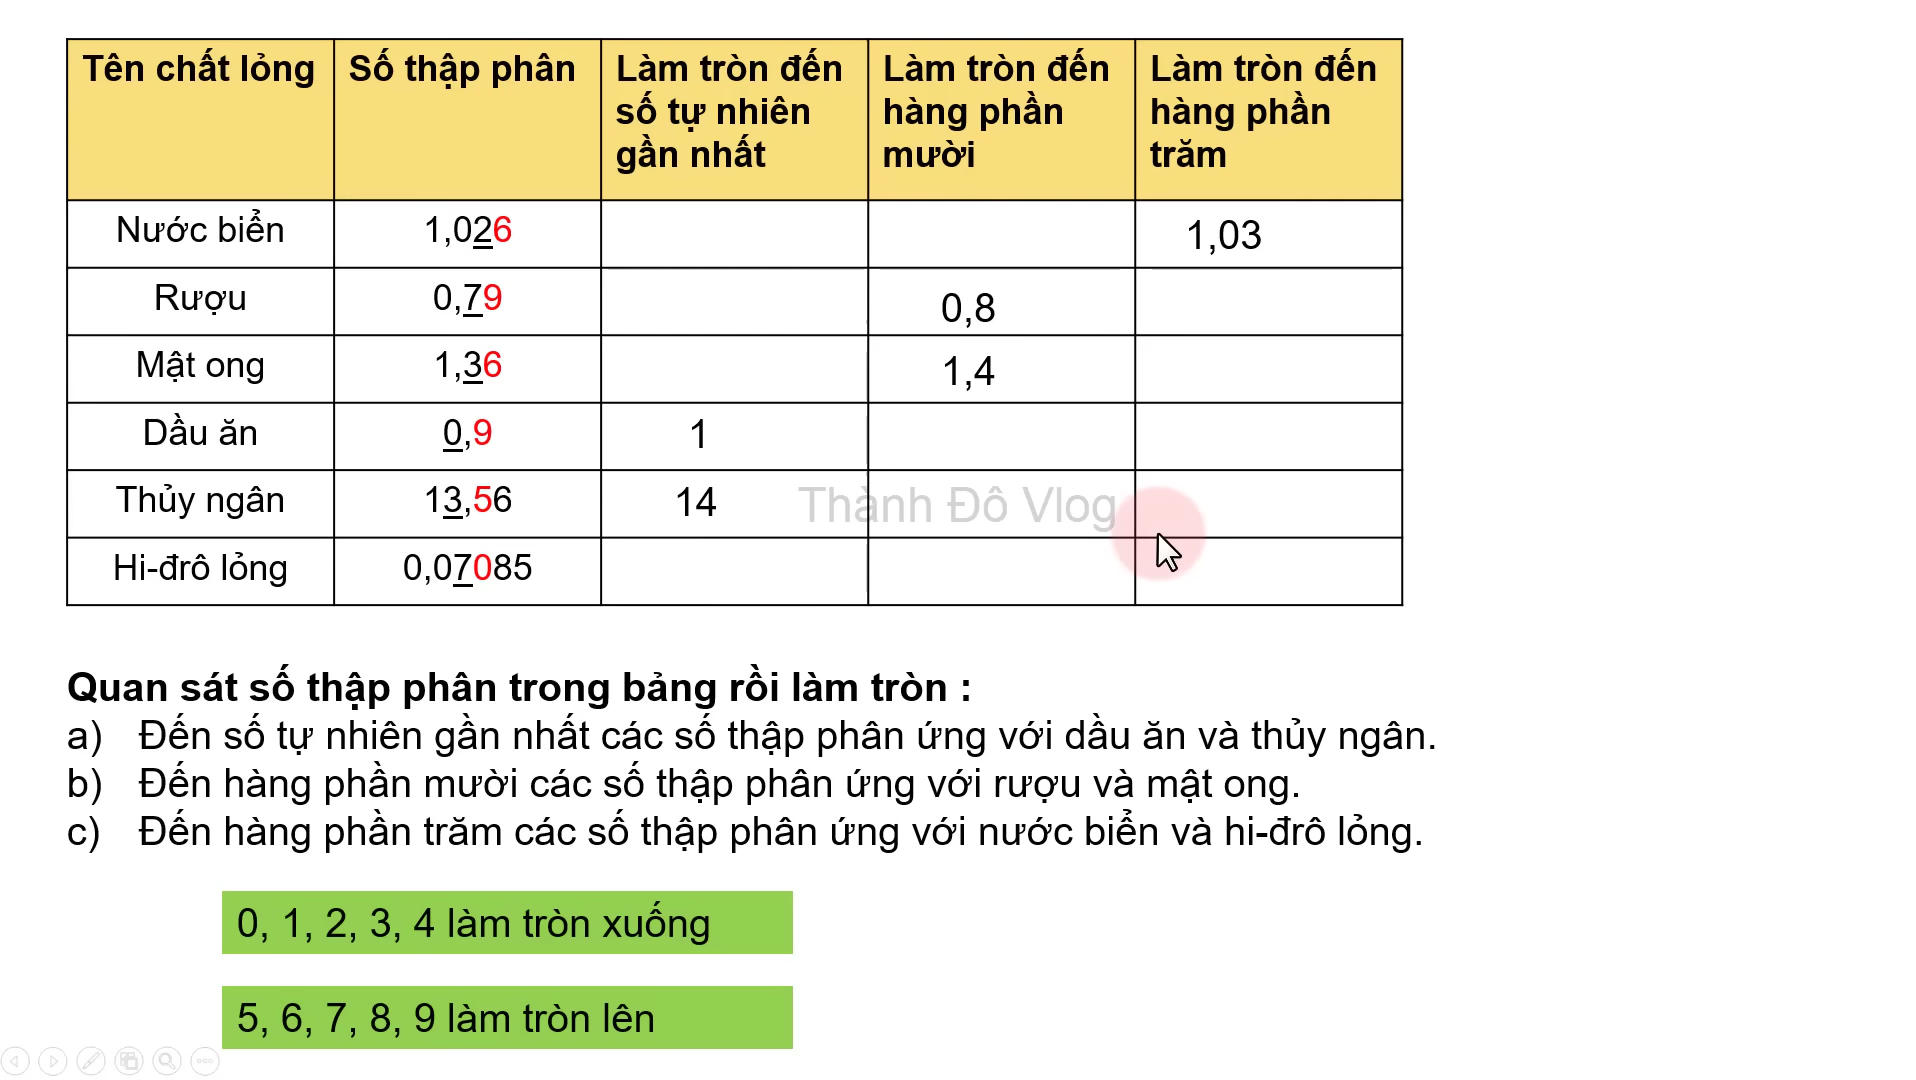 Tên chất lỏng
Số thập phân
Làm tròn đến
số tự nhiên
gần nhất
Làm tròn đến
hàng phần
mười
Làm tròn đến
hàng phần
trăm
Nước biển 1,026 1,03
Rượu 0,79 0,8
Mật ong 1,36 1,4
Dầu ăn 0,9 1
Thủy ngân 13,56 14
Thành Đô Vlog
Hi-đrô lỏng 0,07085
Quan sát số thập phân trong bảng rồi làm tròn :
a) Đến số tự nhiên gần nhất các số thập phân ứng với dầu ăn và thủy ngân.
b) Đến hàng phần mười các số thập phân ứng với rượu và mật ong.
c) Đến hàng phần trăm các số thập phân ứng với nước biển và hi-đrô lỏng.
0, 1, 2, 3, 4 làm tròn xuống
5, 6, 7, 8, 9 làm tròn lên